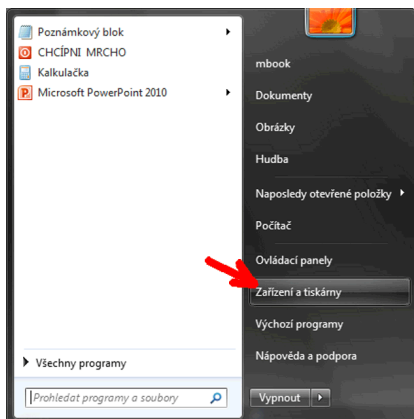 Poznámkový blok
CHCÍPNI MRCHO
Kalkulačka
Microsoft PowerPoint 2010
Všechny programy
Prohledat programy a soubory
mbook
Dokumenty
Obrázky
Hudba
Naposledy otevřené položky
Počítač
Ovládací panely
Zařízení a tiskárny
Výchozí programy
Nápověda a podpora
Vypnout